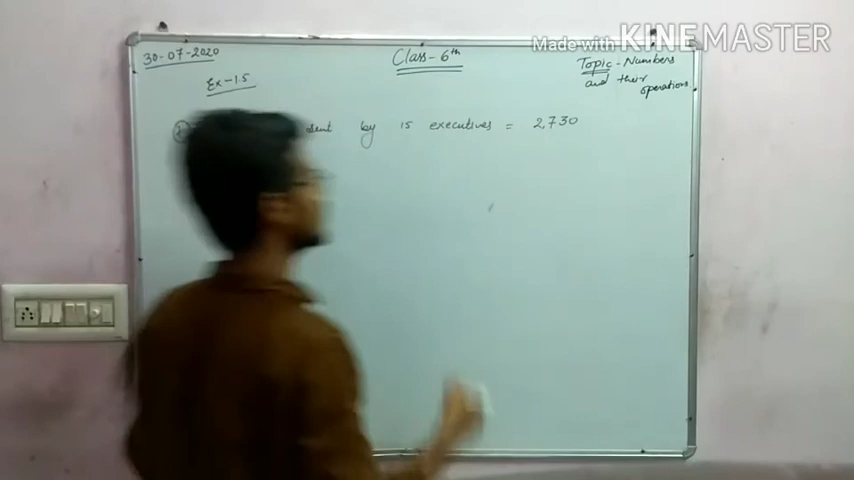 Made with KINEMASTER
30-07-2020
Class-6th
Topic - Numbers
and their
operations
Ex-1.5
sent by 15 executives = 2,730